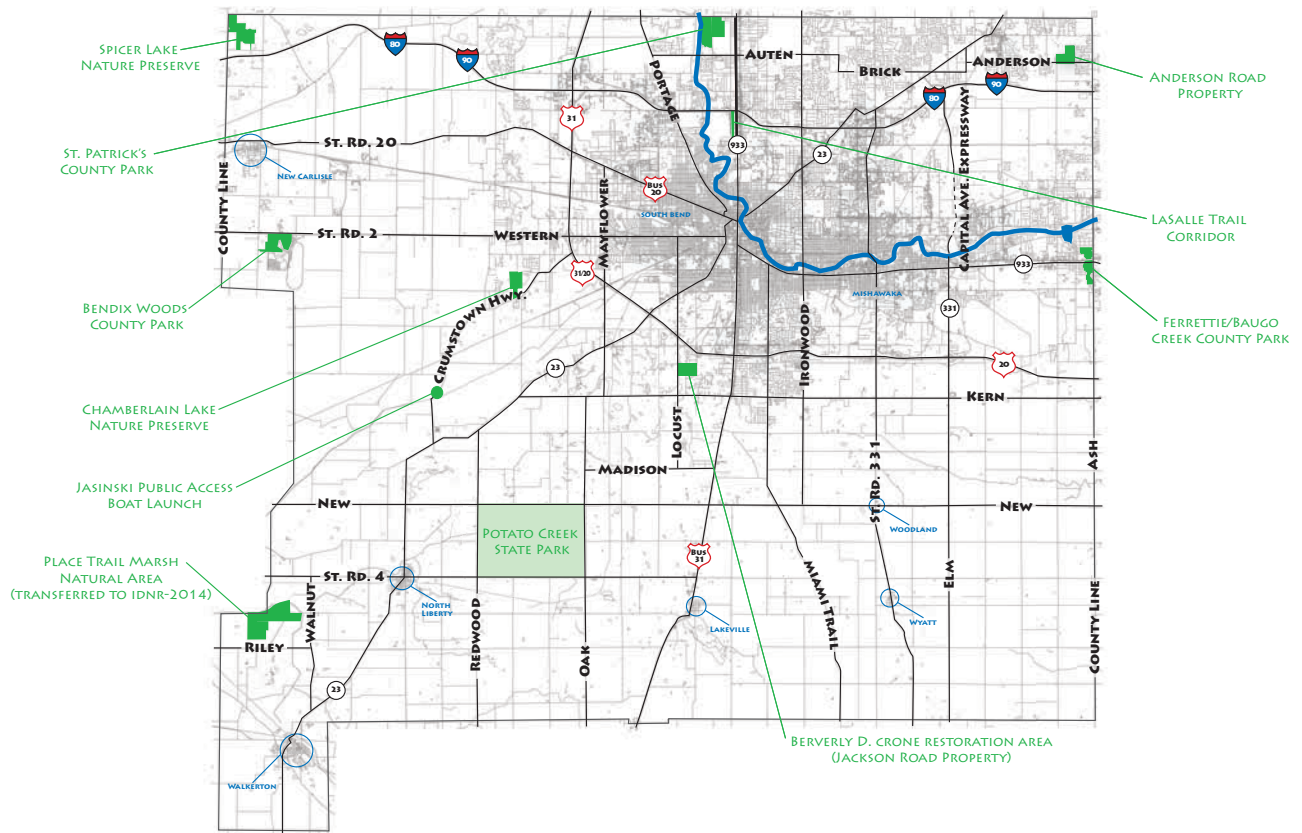 SPICER LAKE
NATURE PRESERVE
80
90
AUTEN
BRICK
ANDERSON
90
80
ANDERSON ROAD
PROPERTY
PORTAGE
31
933
23
CAPITAL AVE. EXPRESSWAY
ST. PATRICK'S
COUNTY PARK
ST. RD. 20
NEW CARLISLE
COUNTY LINE
BUS
20
MAYFLOWER
SOUTH BEND
LASALLE TRAIL
CORRIDOR
ST. RD. 2
WESTERN
31/20
933
MISHAWAKA
331
BENDIX WOODS
COUNTY PARK
CRUMSTOWN HWY.
FERRETTIE/BAUGO
CREEK COUNTY PARK
23
IRONWOOD
20
KERN
CHAMBERLAIN LAKE
NATURE PRESERVE
LOCUST
MADISON
ST. RD. 331
ASH
JASINSKI PUBLIC ACCESS
BOAT LAUNCH
NEW
NEW
WOODLAND
POTATO CREEK
STATE PARK
BUS
31
PLACE TRAIL MARSH
NATURAL AREA
(TRANSFERRED TO IDNR-2014)
ST. RD. 4
NORTH
LIBERTY
WALNUT
RILEY
REDWOOD
OAK
LAKEVILLE
MIAMI TRAIL
WYATT
ELM
COUNTY LINE
23
WALKERTON
BERVERLY D. CRONE RESTORATION AREA
(JACKSON ROAD PROPERTY)